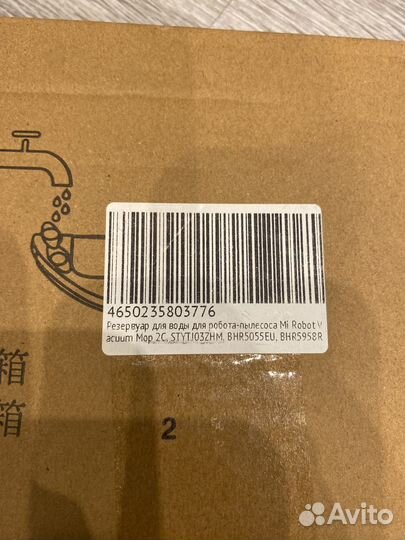 4650235803776
Резервуар для воды для робота-пылесоса Mi Robot V
acuum Mop 2C, STYTJ03ZHM, BHR5055EU, BHR5958R
箱
箱
2
Avito